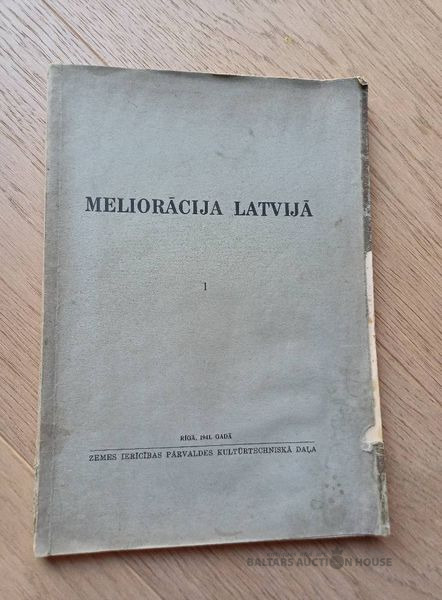 MELIORĀCIJA LATVIJĀ
1
RĪGĀ, 1941. GADĀ
ZEMES IERĪCĪBAS PĀRVALDES KULTŪRTECHNISKĀ DAĻA
BALTARS AUCTION HOUSE